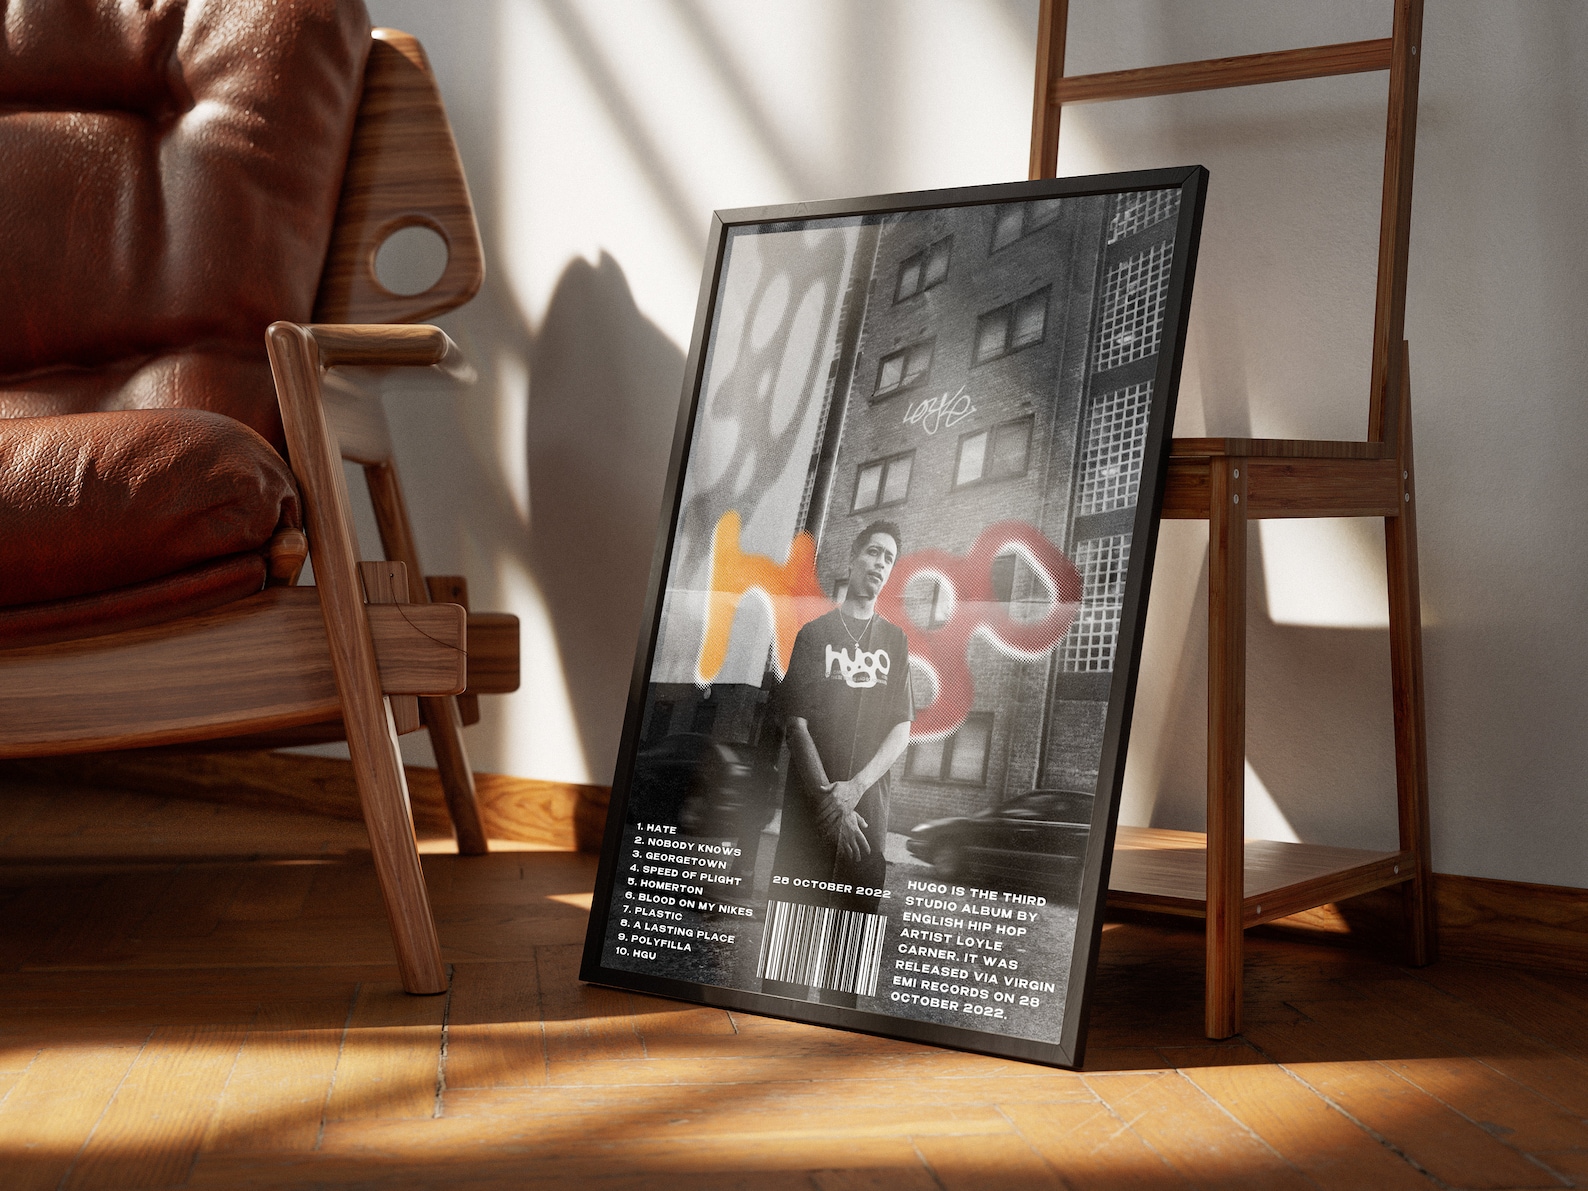 Loyle
hugo
hugo
1. HATE
2. NOBODY KNOWS
3. GEORGETOWN
4. SPEED OF PLIGHT
5. HOMERTON
6. BLOOD ON MY NIKES
7. PLASTIC
8. A LASTING PLACE
9. POLYFILLA
10. HGU
28 OCTOBER 2022
HUGO IS THE THIRD
STUDIO ALBUM BY
ENGLISH HIP HOP
ARTIST LOYLE
CARNER. IT WAS
RELEASED VIA VIRGIN
EMI RECORDS ON 28
OCTOBER 2022.